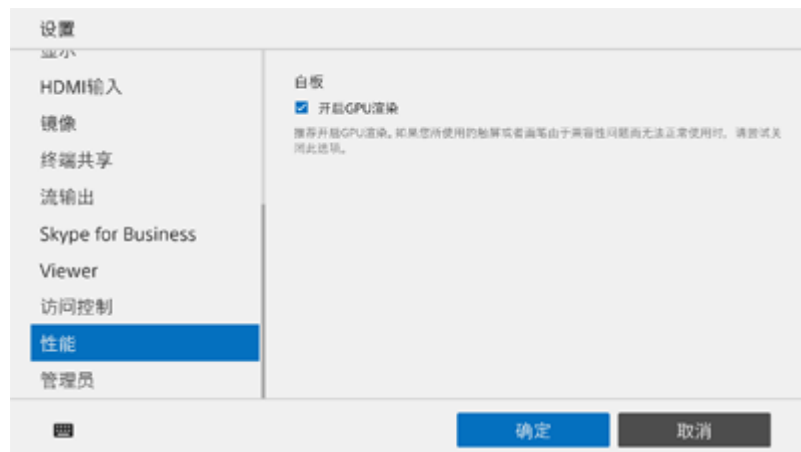 设置
显示
HDMI输入
镜像
终端共享
流输出
Skype for Business
Viewer
访问控制
性能
管理员
白板
开启GPU渲染
推荐开启GPU渲染。如果您所使用的触屏或者画笔由于兼容性问题而无法正常使用时，请尝试关
闭此选项。
确定
取消